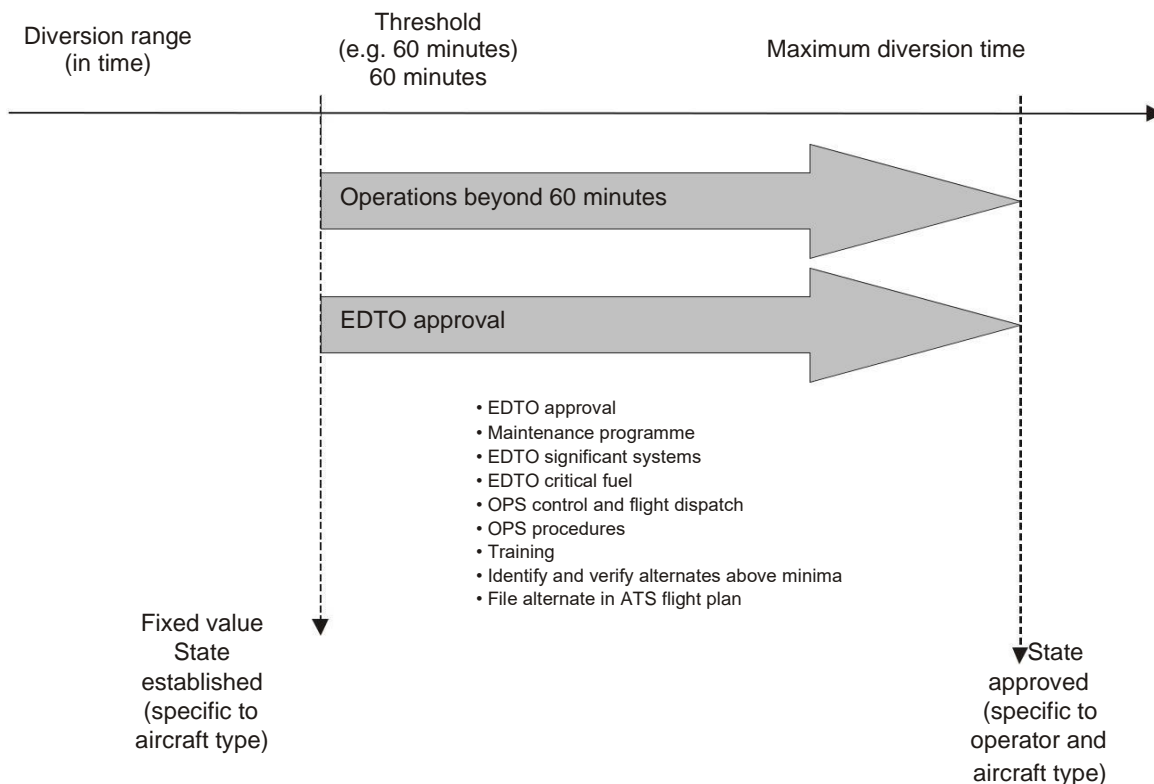 Diversion range
(in time)
Threshold
(e.g. 60 minutes)
60 minutes
Maximum diversion time
Operations beyond 60 minutes
EDTO approval
• EDTO approval
• Maintenance programme
• EDTO significant systems
• EDTO critical fuel
• OPS control and flight dispatch
• OPS procedures
• Training
• Identify and verify alternates above minima
• File alternate in ATS flight plan
Fixed value
State
established
(specific to
aircraft type)
State
approved
(specific to
operator and
aircraft type)